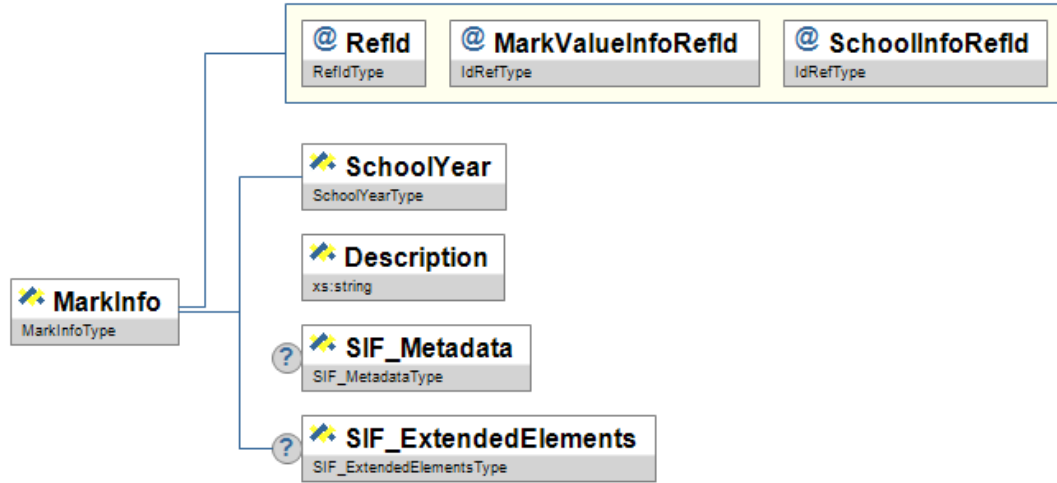 @ RefId
RefIdType
@ MarkValueInfoRefId
IdRefType
@ SchoolInfoRefId
IdRefType
SchoolYear
SchoolYearType
Description
xs:string
MarkInfo
MarkInfoType
? SIF_Metadata
SIF_MetadataType
? SIF_ExtendedElements
SIF_ExtendedElementsType